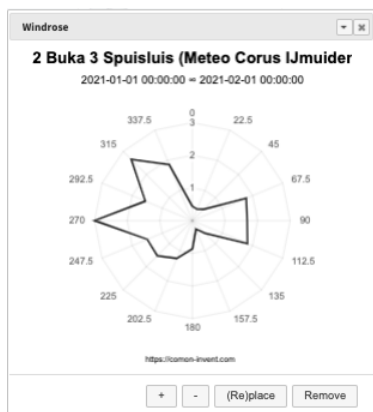 Windrose
2 Buka 3 Spuisluis (Meteo Corus IJmuider
2021-01-01 00:00:00 = 2021-02-01 00:00:00
0
337.5 3 22.5
315 2 45
292.5 1 67.5
270 90
247.5 112.5
225 135
202.5 157.5
180
https://comon-invent.com
+ - (Re)place Remove